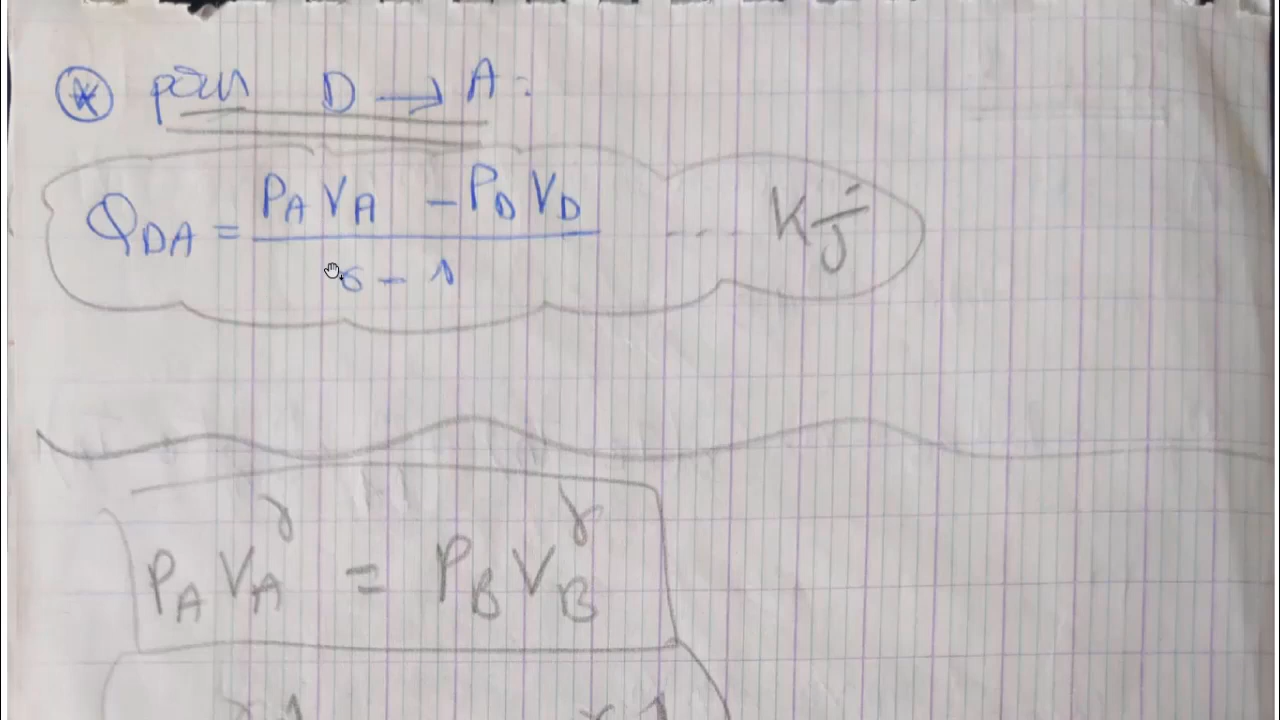 * pour D → A :
Q_DA = (P_A V_A - P_D V_D) / (γ - 1) ---- KJ
P_A V_A^γ = P_B V_B^γ